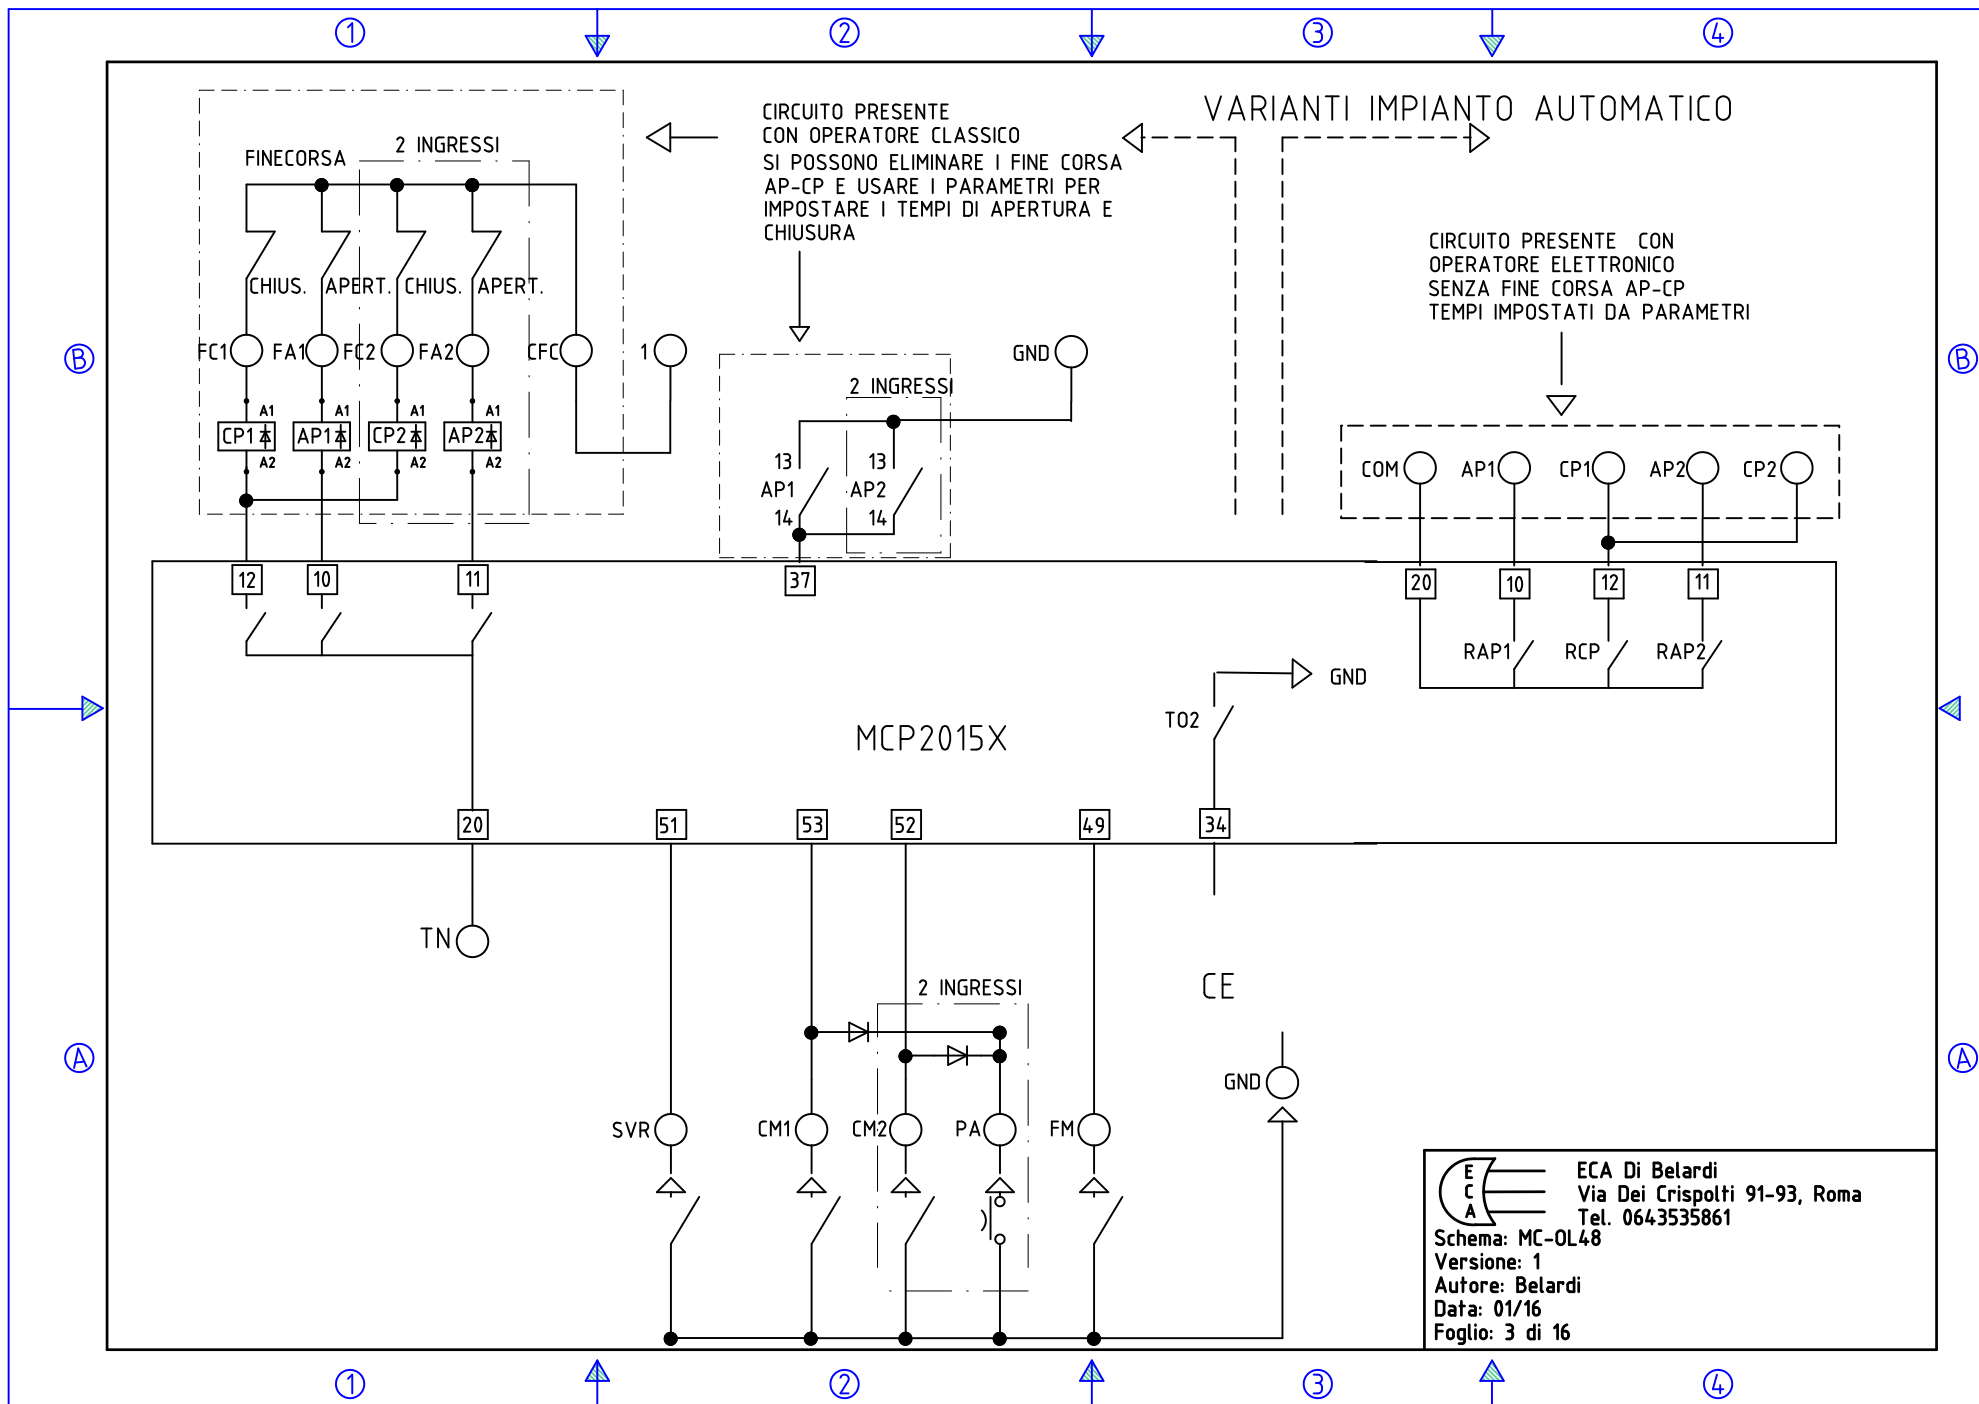 1 2 3 4
VARIANTI IMPIANTO AUTOMATICO
CIRCUITO PRESENTE
CON OPERATORE CLASSICO
SI POSSONO ELIMINARE I FINE CORSA
AP-CP E USARE I PARAMETRI PER
IMPOSTARE I TEMPI DI APERTURA E
CHIUSURA
2 INGRESSI
FINECORSA
CHIUS. APERT. CHIUS. APERT.
CIRCUITO PRESENTE CON
OPERATORE ELETTRONICO
SENZA FINE CORSA AP-CP
TEMPI IMPOSTATI DA PARAMETRI
B FC1 FA1 FC2 FA2 CFC 1 GND B
2 INGRESSI
A1 A1 A1 A1
CP1 AP1 CP2 AP2
A2 A2 A2 A2
13 13
AP1 AP2
14 14
COM AP1 CP1 AP2 CP2
12 10 11 37 20 10 12 11
RAP1 RCP RAP2
GND
TO2
MCP2015X
20 51 53 52 49 34
TN
2 INGRESSI
CE
A A
GND
SVR CM1 CM2 PA FM
E
C
A
ECA Di Belardi
Via Dei Crispolti 91-93, Roma
Tel. 0643535861
Schema: MC-OL48
Versione: 1
Autore: Belardi
Data: 01/16
Foglio: 3 di 16
1 2 3 4